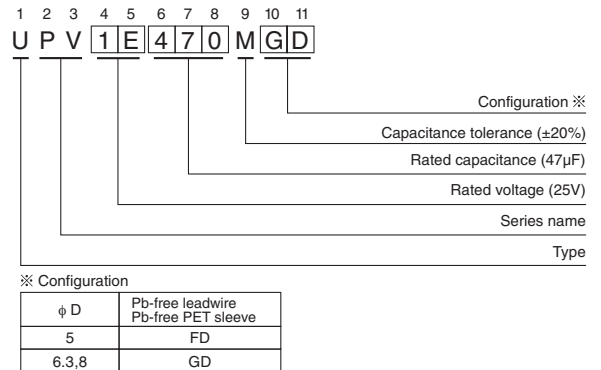 1 2 3 4 5 6 7 8 9 10 11
U P V 1 E 4 7 0 M G D
Configuration ※
Capacitance tolerance (±20%)
Rated capacitance (47µF)
Rated voltage (25V)
Series name
Type
※ Configuration
ϕ D
Pb-free leadwire
Pb-free PET sleeve
5 FD
6.3,8 GD